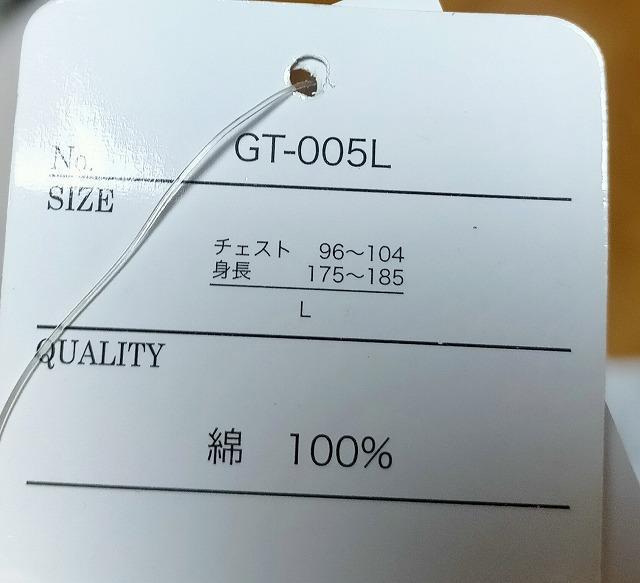 No. GT-005L
SIZE
チェスト 96～104
身長 175～185
L
QUALITY
綿 100%